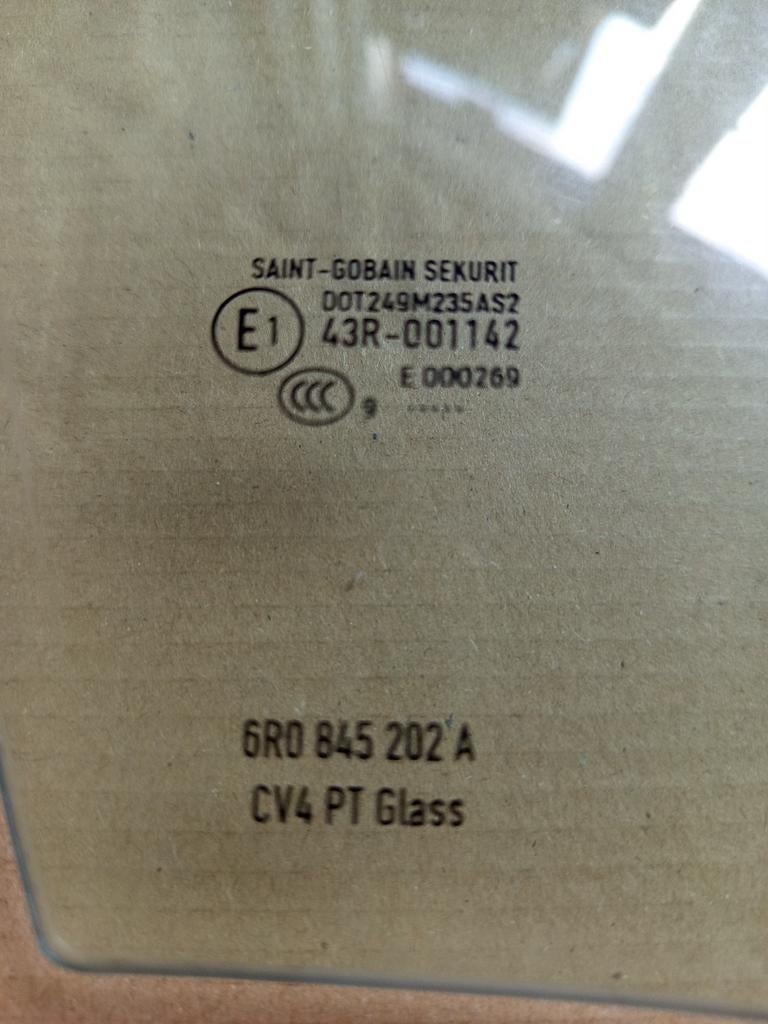 SAINT-GOBAIN SEKURIT
DOT249M235AS2
E1 43R-001142
E 000269
CCC 9
6R0 845 202 A
CV4 PT Glass